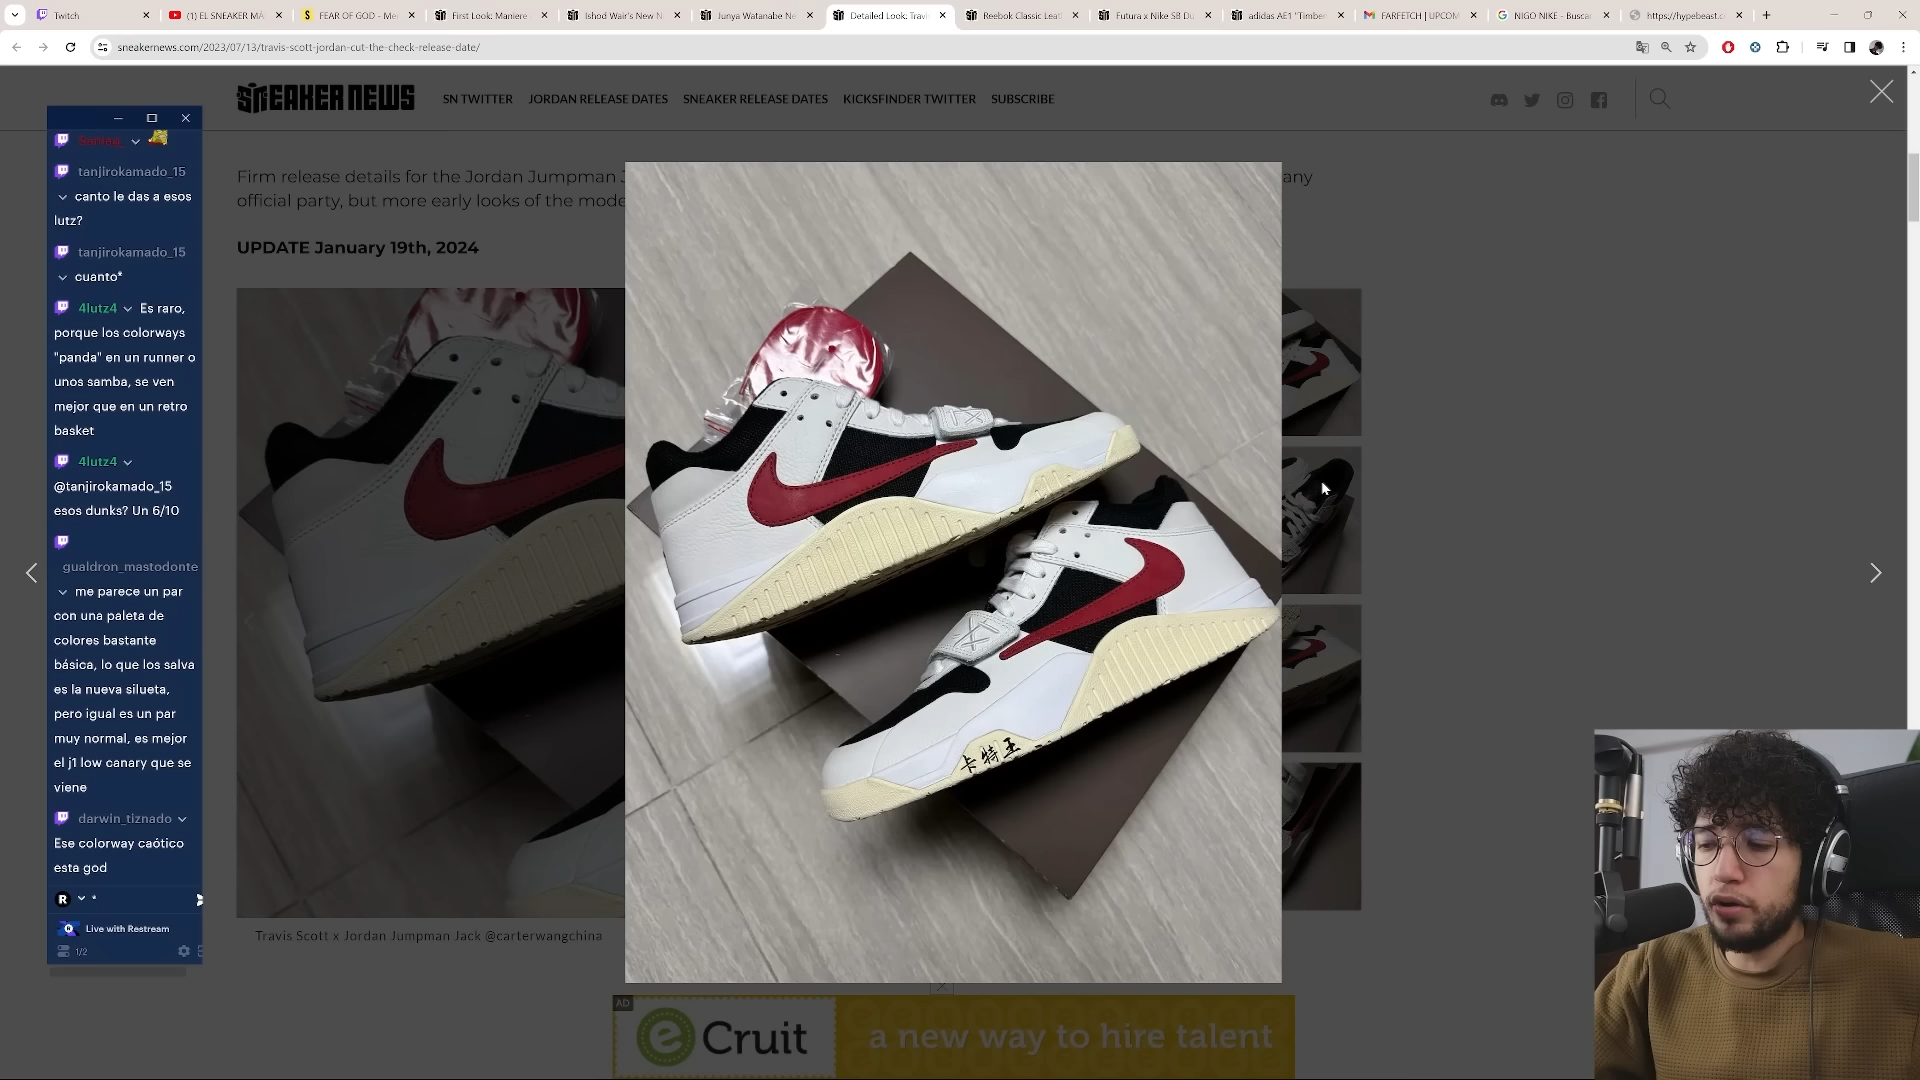 Twitch
(1) EL SNEAKER MÁ
FEAR OF GOD - Me
First Look: Maniere
Ishod Wair's New N
Junya Watanabe Ne
Detailed Look: Trav
Reebok Classic Leat
Futura x Nike SB Du
adidas AE1 "Timber
FARFETCH | UPCOM
NIGO NIKE - Busca
https://hypebeast.c
sneakernews.com/2023/07/13/travis-scott-jordan-cut-the-check-release-date/
SNEAKER NEWS
SN TWITTER
JORDAN RELEASE DATES
SNEAKER RELEASE DATES
KICKSFINDER TWITTER
SUBSCRIBE
Firm release details for the Jordan Jumpman J
any
official party, but more early looks of the mode
UPDATE January 19th, 2024
tanjirokamado_15
canto le das a esos
lutz?
tanjirokamado_15
cuanto*
4lutz4 Es raro,
porque los colorways
"panda" en un runner o
unos samba, se ven
mejor que en un retro
basket
4lutz4
@tanjirokamado_15
esos dunks? Un 6/10
gualdron_mastodonte
me parece un par
con una paleta de
colores bastante
básica, lo que los salva
es la nueva silueta,
pero igual es un par
muy normal, es mejor
el j1 low canary que se
viene
darwin_tiznado
Ese colorway caótico
esta god
R *
Live with Restream
1/2
卡特王
Travis Scott x Jordan Jumpman Jack @carterwangchina
AD
eCruit
a new way to hire talent